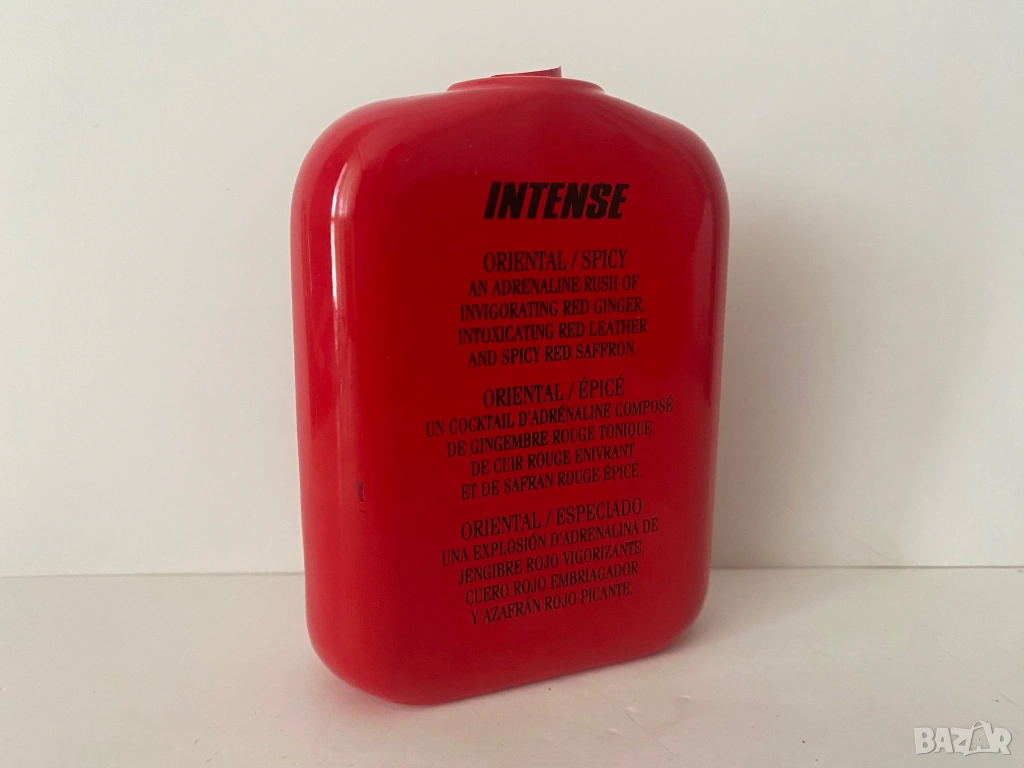 INTENSE
ORIENTAL / SPICY
AN ADRENALINE RUSH OF
INVIGORATING RED GINGER,
INTOXICATING RED LEATHER
AND SPICY RED SAFFRON.
ORIENTAL / ÉPICÉ
UN COCKTAIL D'ADRÉNALINE COMPOSÉ
DE GINGEMBRE ROUGE TONIQUE,
DE CUIR ROUGE ENIVRANT
ET DE SAFRAN ROUGE ÉPICÉ.
ORIENTAL / ESPECIADO
UNA EXPLOSIÓN D'ADRENALINA DE
JENGIBRE ROJO VIGORIZANTE,
CUERO ROJO EMBRIAGADOR
Y AZAFRÁN ROJO PICANTE.
BAZAR